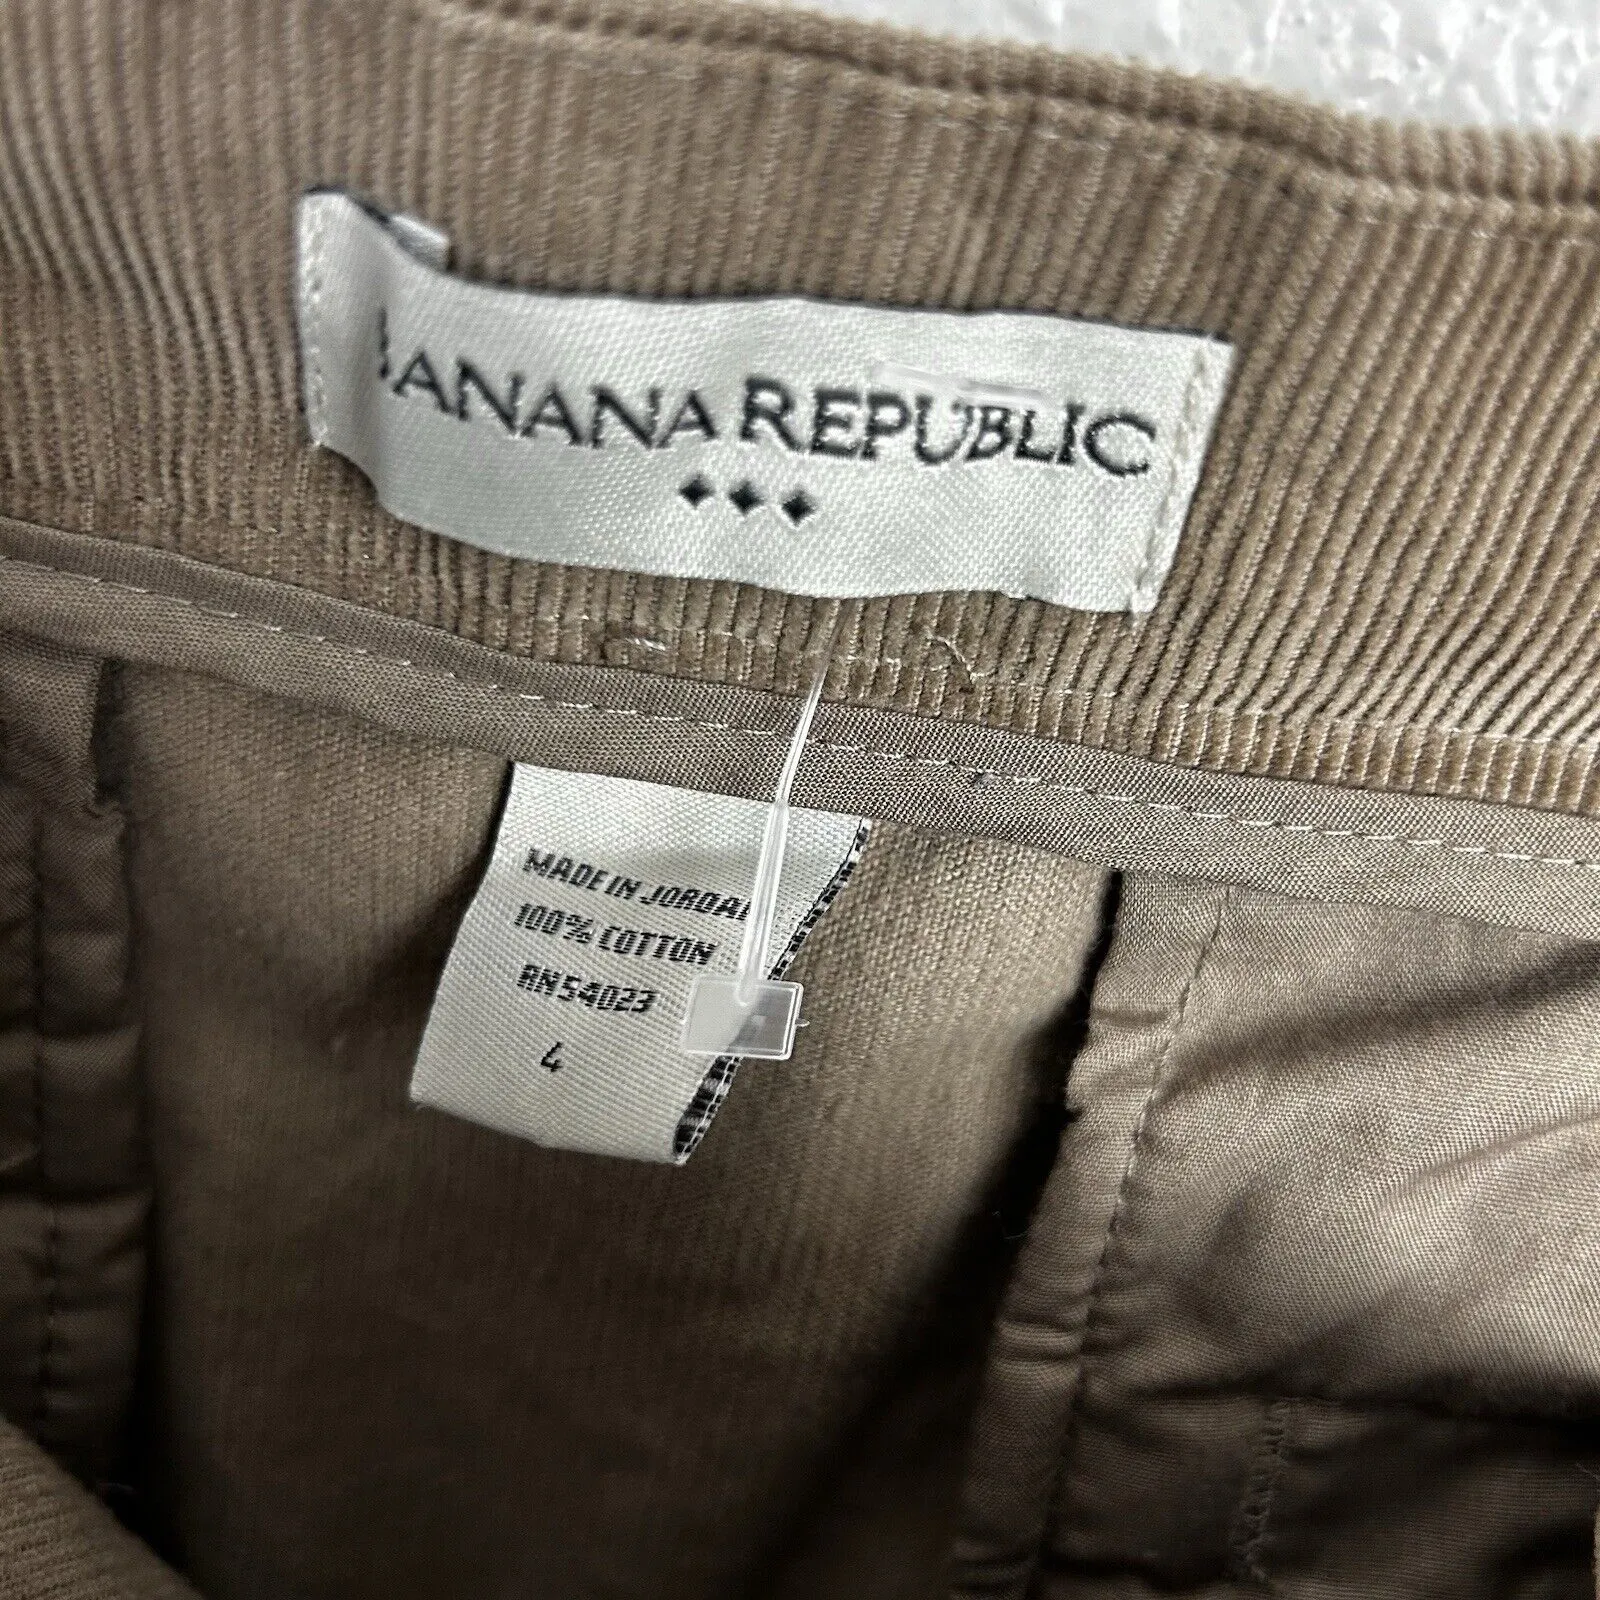 BANANA REPUBLIC
MADE IN JORDAN
100% COTTON
RN 54023
4